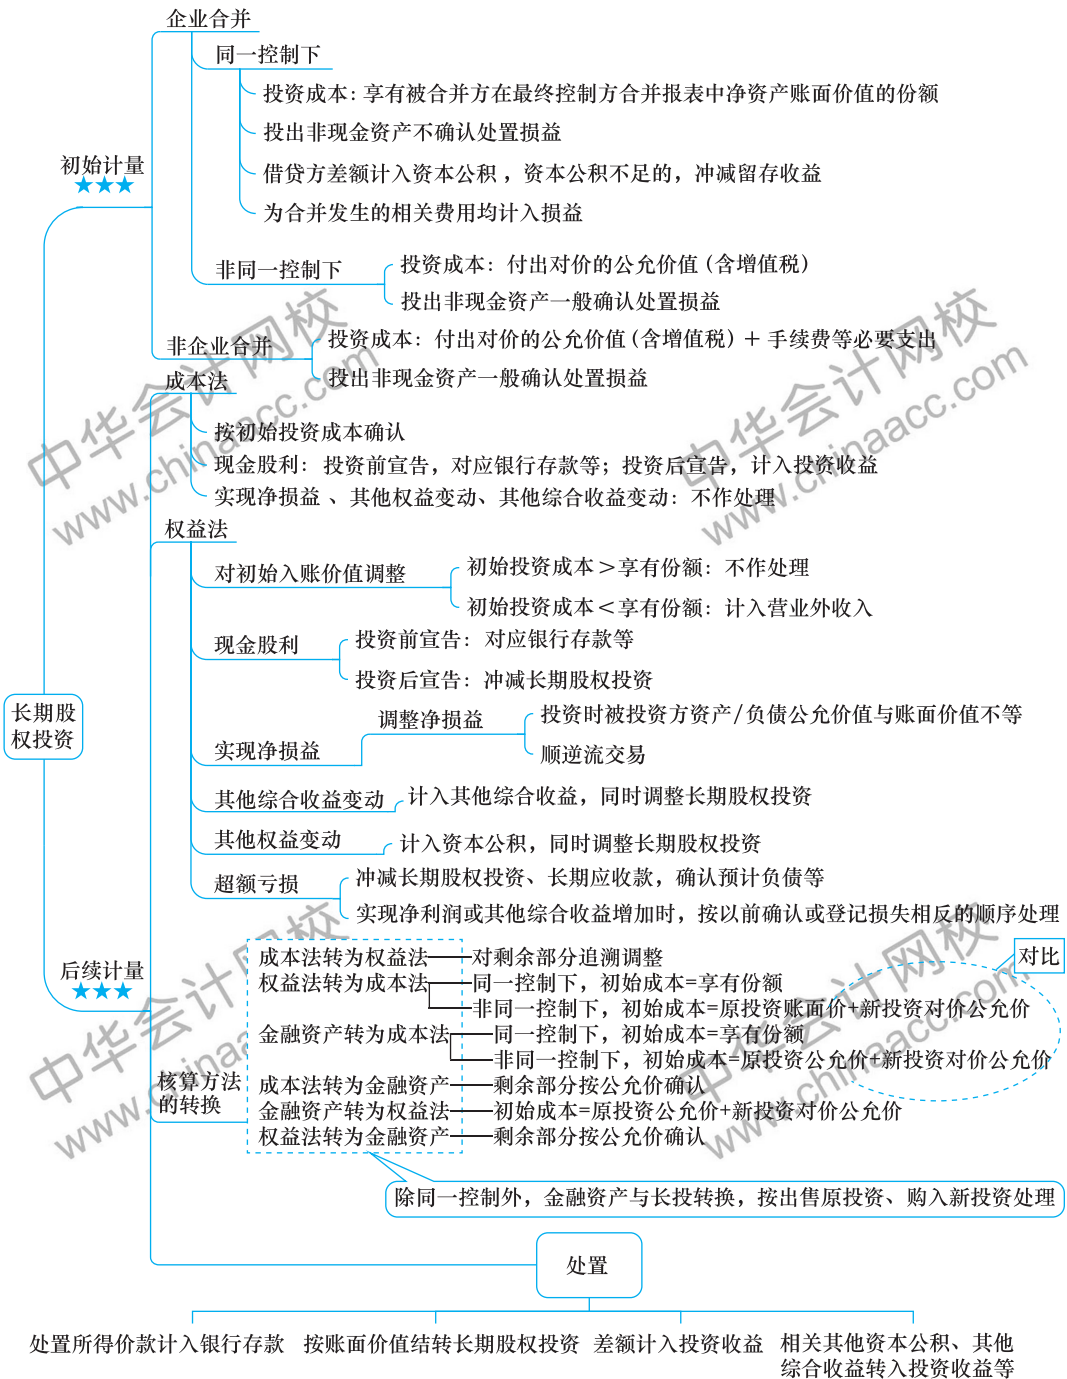 企业合并
同一控制下
投资成本：享有被合并方在最终控制方合并报表中净资产账面价值的份额
投出非现金资产不确认处置损益
借贷方差额计入资本公积，资本公积不足的，冲减留存收益
为合并发生的相关费用均计入损益
初始计量
★★★
非同一控制下
投资成本：付出对价的公允价值(含增值税)
投出非现金资产一般确认处置损益
非企业合并
投资成本：付出对价的公允价值(含增值税)＋手续费等必要支出
投出非现金资产一般确认处置损益
成本法
按初始投资成本确认
现金股利：投资前宣告，对应银行存款等；投资后宣告，计入投资收益
实现净损益、其他权益变动、其他综合收益变动：不作处理
权益法
对初始入账价值调整
初始投资成本＞享有份额：不作处理
初始投资成本＜享有份额：计入营业外收入
现金股利
投资前宣告：对应银行存款等
投资后宣告：冲减长期股权投资
长期股
权投资
实现净损益
调整净损益
投资时被投资方资产/负债公允价值与账面价值不等
顺逆流交易
其他综合收益变动
计入其他综合收益，同时调整长期股权投资
其他权益变动
计入资本公积，同时调整长期股权投资
超额亏损
冲减长期股权投资、长期应收款，确认预计负债等
实现净利润或其他综合收益增加时，按以前确认或登记损失相反的顺序处理
后续计量
★★★
核算方法
的转换
成本法转为权益法
对剩余部分追溯调整
权益法转为成本法
同一控制下，初始成本=享有份额
非同一控制下，初始成本=原投资账面价+新投资对价公允价
金融资产转为成本法
同一控制下，初始成本=享有份额
非同一控制下，初始成本=原投资公允价+新投资对价公允价
成本法转为金融资产
剩余部分按公允价确认
金融资产转为权益法
初始成本=原投资公允价+新投资对价公允价
权益法转为金融资产
剩余部分按公允价确认
对比
除同一控制外，金融资产与长投转换，按出售原投资、购入新投资处理
处置
处置所得价款计入银行存款
按账面价值结转长期股权投资
差额计入投资收益
相关其他资本公积、其他
综合收益转入投资收益等
中华会计网校
www.chinaacc.com
中华会计网校
www.chinaacc.com
中华会计网校
www.chinaacc.com
中华会计网校
www.chinaacc.com